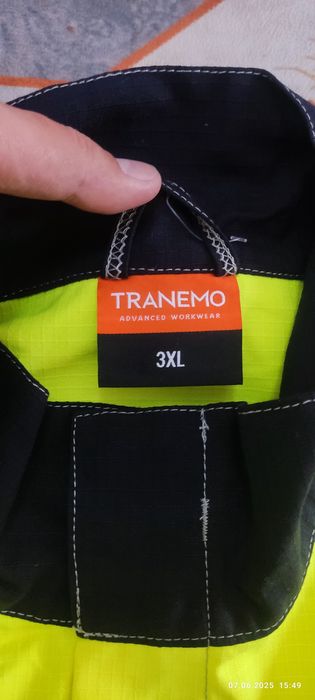 TRANEMO
ADVANCED WORKWEAR
3XL
07.06.2025 15:49